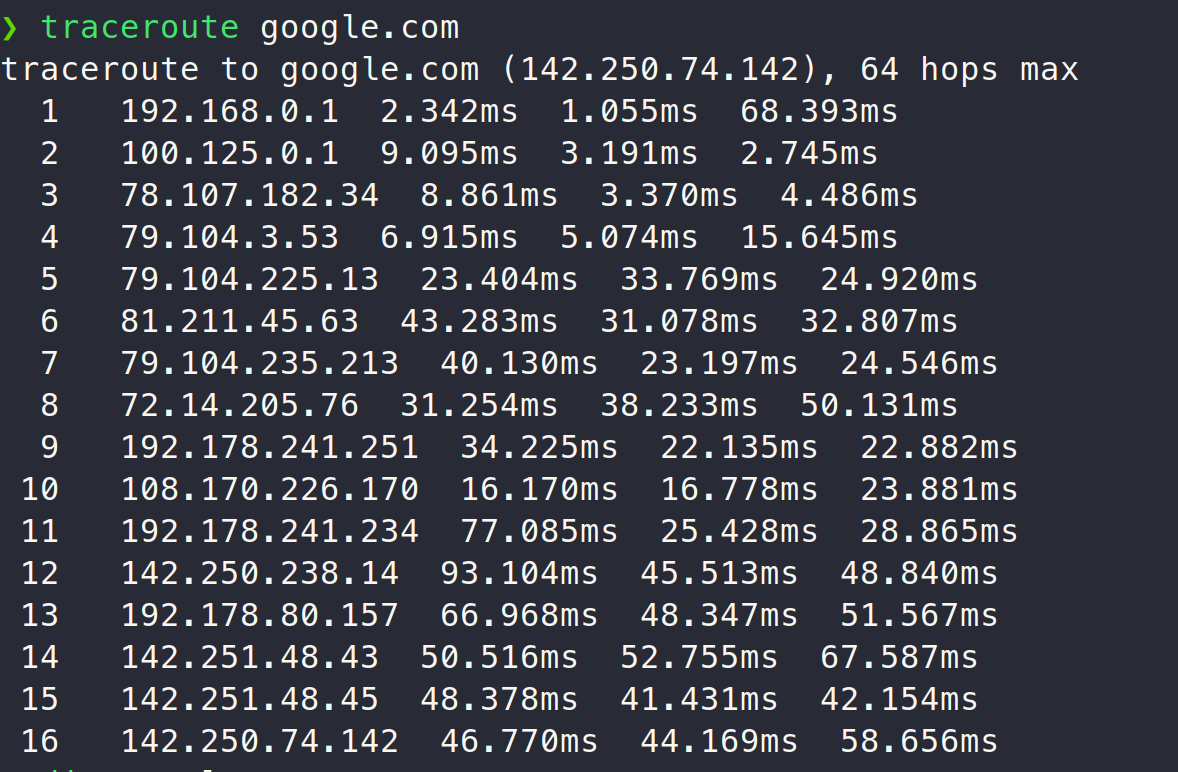 ❯ traceroute google.com
traceroute to google.com (142.250.74.142), 64 hops max
1 192.168.0.1 2.342ms 1.055ms 68.393ms
2 100.125.0.1 9.095ms 3.191ms 2.745ms
3 78.107.182.34 8.861ms 3.370ms 4.486ms
4 79.104.3.53 6.915ms 5.074ms 15.645ms
5 79.104.225.13 23.404ms 33.769ms 24.920ms
6 81.211.45.63 43.283ms 31.078ms 32.807ms
7 79.104.235.213 40.130ms 23.197ms 24.546ms
8 72.14.205.76 31.254ms 38.233ms 50.131ms
9 192.178.241.251 34.225ms 22.135ms 22.882ms
10 108.170.226.170 16.170ms 16.778ms 23.881ms
11 192.178.241.234 77.085ms 25.428ms 28.865ms
12 142.250.238.14 93.104ms 45.513ms 48.840ms
13 192.178.80.157 66.968ms 48.347ms 51.567ms
14 142.251.48.43 50.516ms 52.755ms 67.587ms
15 142.251.48.45 48.378ms 41.431ms 42.154ms
16 142.250.74.142 46.770ms 44.169ms 58.656ms